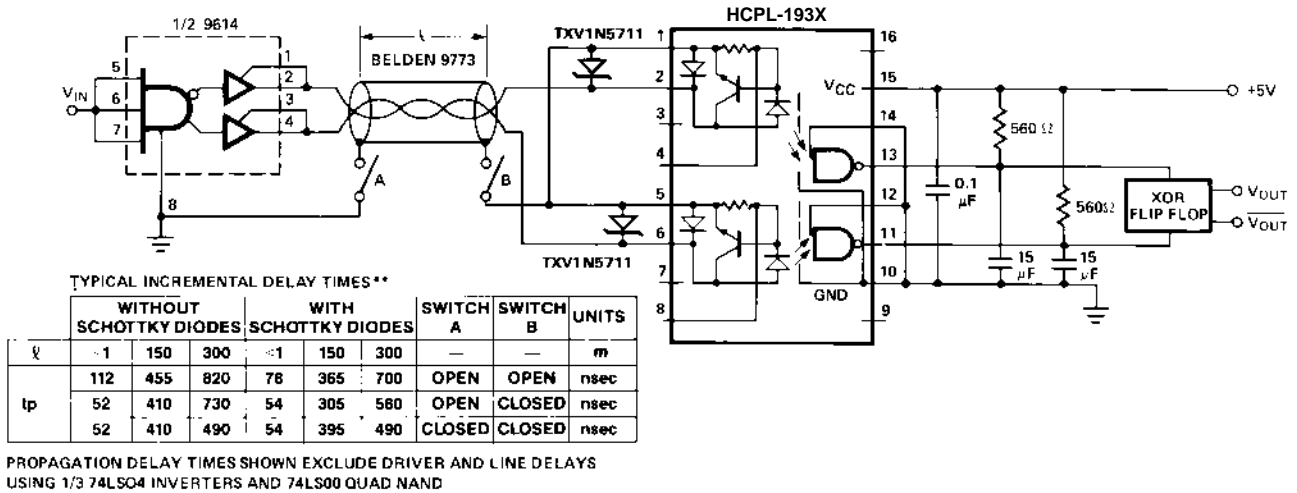 HCPL-193X
1/2 9614
1
2
3
4
5
6
7
8
V IN
ℓ
BELDEN 9773
A
B
TXV1N5711
TXV1N5711
1
2
3
4
5
6
7
8
16
15
14
13
12
11
10
9
VCC
GND
+5V
560 Ω
560Ω
0.1 μF
15 μF
15 μF
XOR
FLIP FLOP
VOUT
VOUT
TYPICAL INCREMENTAL DELAY TIMES**
WITHOUT SCHOTTKY DIODES WITH SCHOTTKY DIODES SWITCH A SWITCH B UNITS
ℓ <1 150 300 <1 150 300 — — m
tp 112 455 820 76 365 700 OPEN OPEN nsec
52 410 730 54 305 560 OPEN CLOSED nsec
52 410 490 54 395 490 CLOSED CLOSED nsec
PROPAGATION DELAY TIMES SHOWN EXCLUDE DRIVER AND LINE DELAYS
USING 1/3 74LSO4 INVERTERS AND 74LS00 QUAD NAND